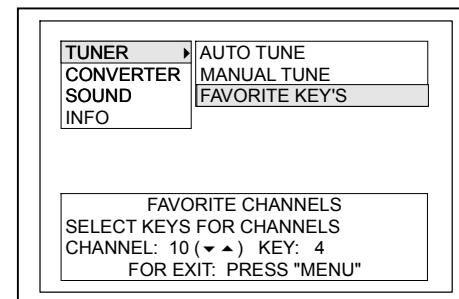 TUNER
CONVERTER
SOUND
INFO
AUTO TUNE
MANUAL TUNE
FAVORITE KEY'S
FAVORITE CHANNELS
SELECT KEYS FOR CHANNELS
CHANNEL: 10 (▾ ▴) KEY: 4
FOR EXIT: PRESS "MENU"